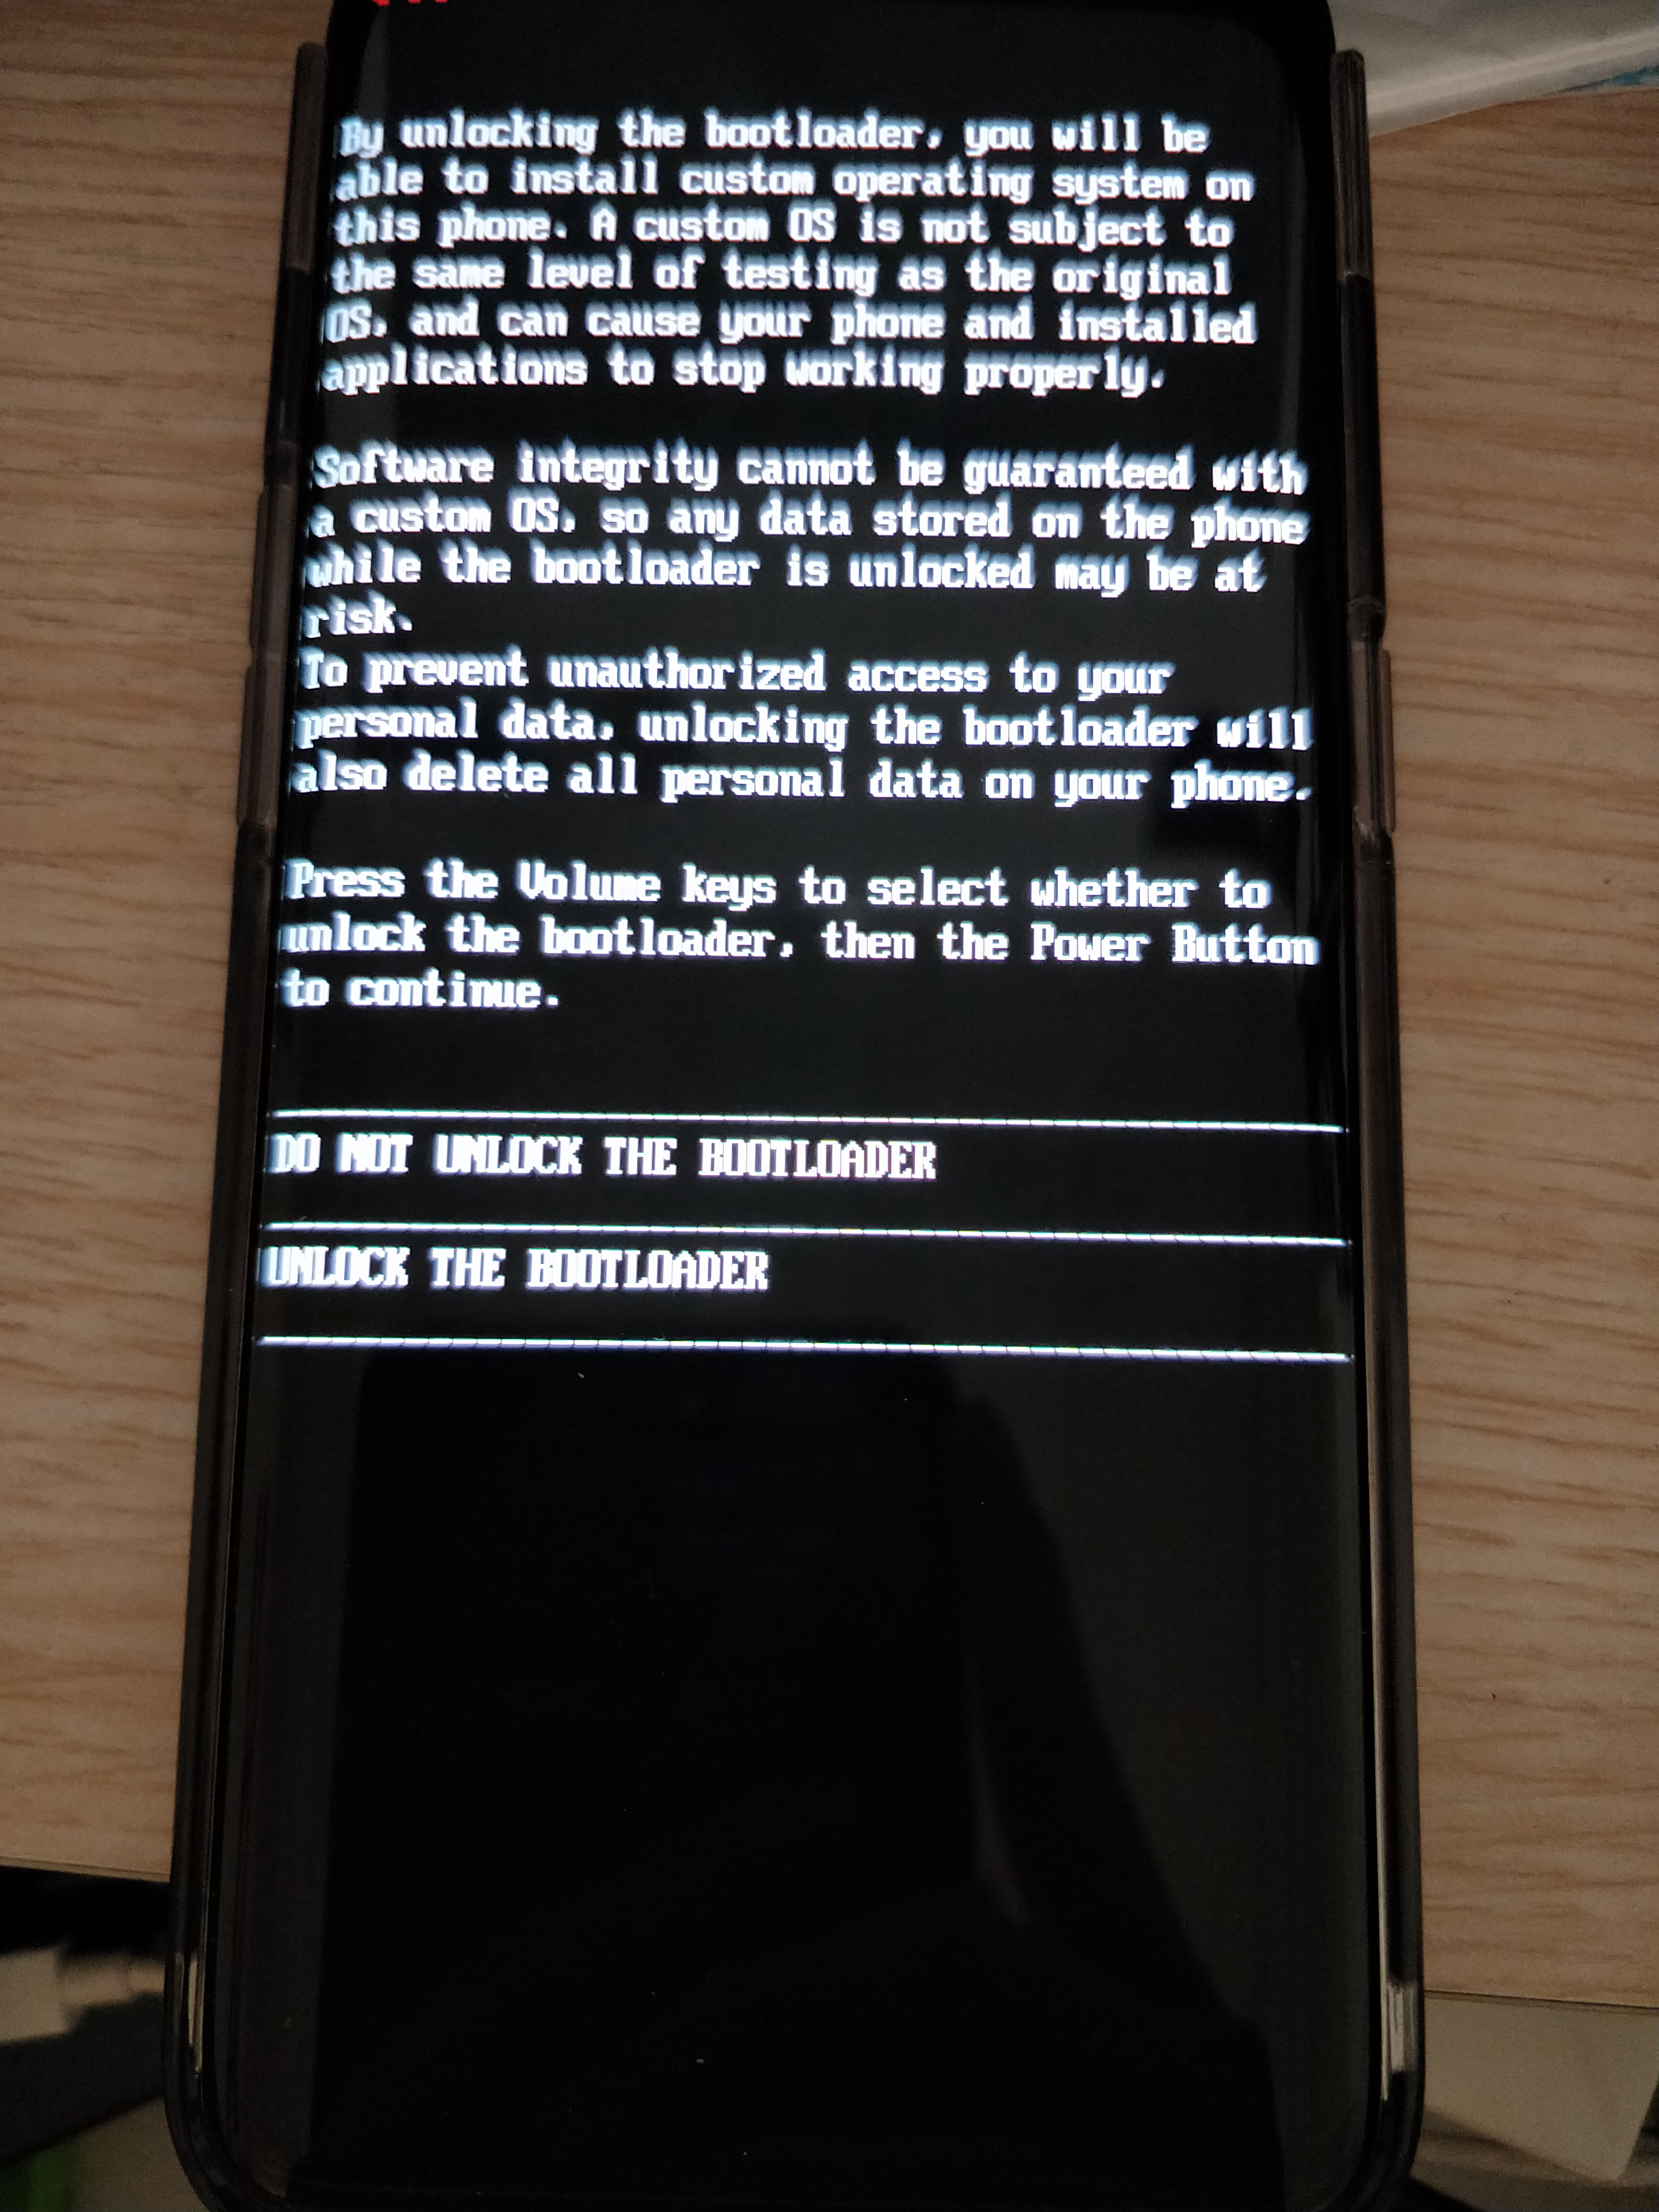 By unlocking the bootloader, you will be
able to install custom operating system on
this phone. A custom OS is not subject to
the same level of testing as the original
OS, and can cause your phone and installed
applications to stop working properly.
Software integrity cannot be guaranteed with
a custom OS, so any data stored on the phone
while the bootloader is unlocked may be at
risk.
To prevent unauthorized access to your
personal data, unlocking the bootloader will
also delete all personal data on your phone.
Press the Volume keys to select whether to
unlock the bootloader, then the Power Button
to continue.
DO NOT UNLOCK THE BOOTLOADER
UNLOCK THE BOOTLOADER